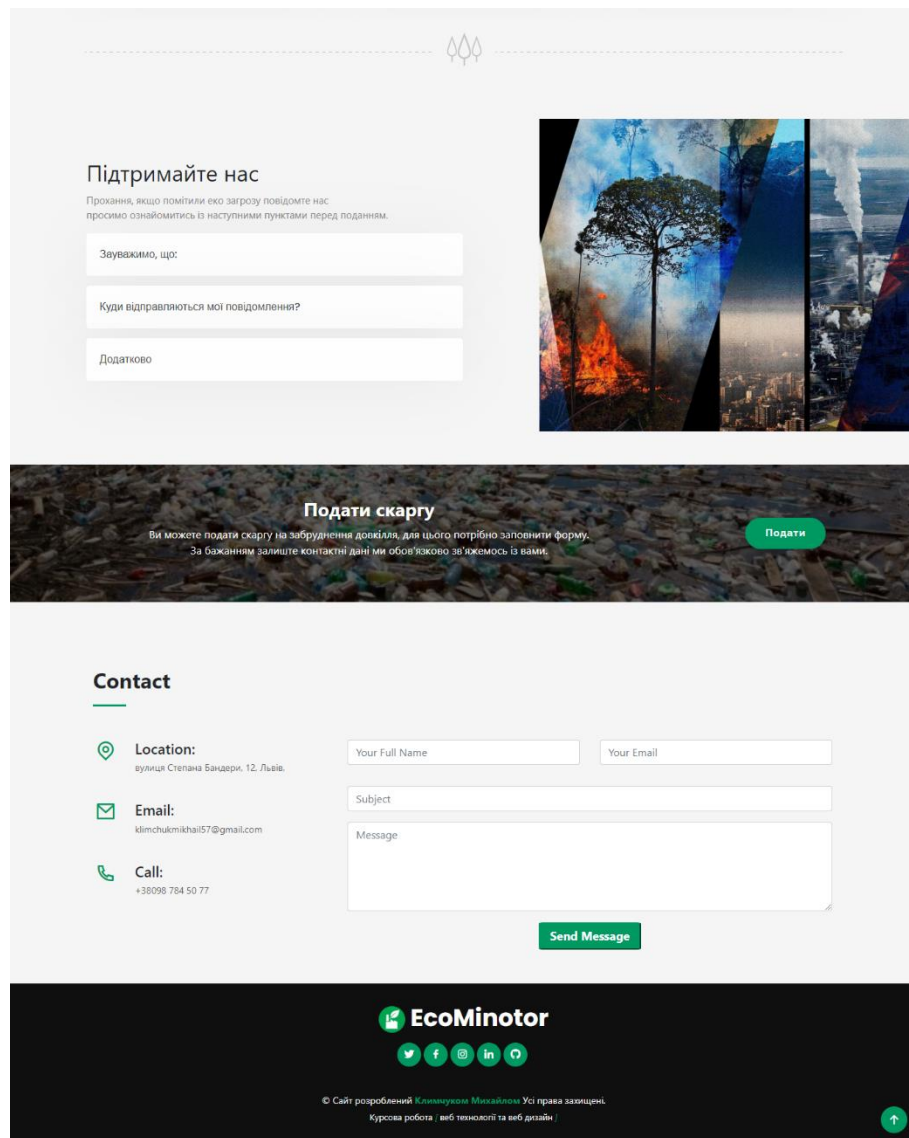 Підтримайте нас
Прохання, якщо помітили еко загрозу повідомте нас
просимо ознайомитись із наступними пунктами перед поданням.
Зауважимо, що:
Куди відправляються мої повідомлення?
Додатково
Подати скаргу
Ви можете подати скаргу на забруднення довкілля, для цього потрібно заповнити форму.
За бажанням залиште контактні дані ми обов'язково зв'яжемось із вами.
Подати
Contact
Location:
вулиця Степана Бандери, 12, Львів.
Email:
klimchukmikhail57@gmail.com
Call:
+38098 784 50 77
Your Full Name
Your Email
Subject
Message
Send Message
EcoMinotor
© Сайт розроблений Климчуком Михайлом Усі права захищені.
Курсова робота / веб технології та веб дизайн /